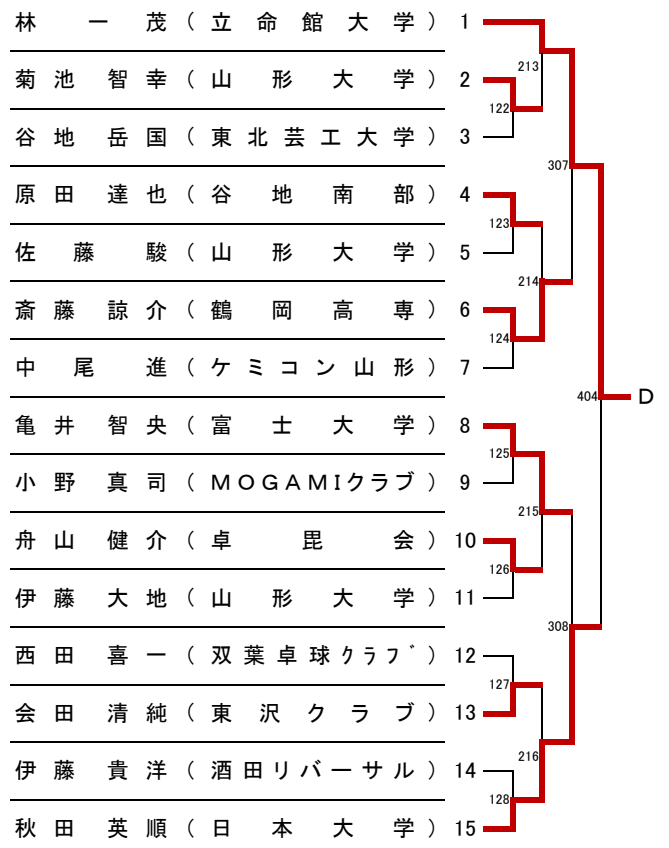 林一茂(立命館大学) 1
213
菊池智幸(山形大学) 2
122
谷地岳国(東北芸工大学) 3
307
原田達也(谷地南部) 4
123
佐藤駿(山形大学) 5
214
斎藤諒介(鶴岡高専) 6
124
中尾進(ケミコン山形) 7
404 D
亀井智央(富士大学) 8
125
小野真司(MOGAMIクラブ) 9
215
舟山健介(卓毘会) 10
126
伊藤大地(山形大学) 11
308
西田喜一(双葉卓球クラブ) 12
127
会田清純(東沢クラブ) 13
216
伊藤貴洋(酒田リバーサル) 14
128
秋田英順(日本大学) 15